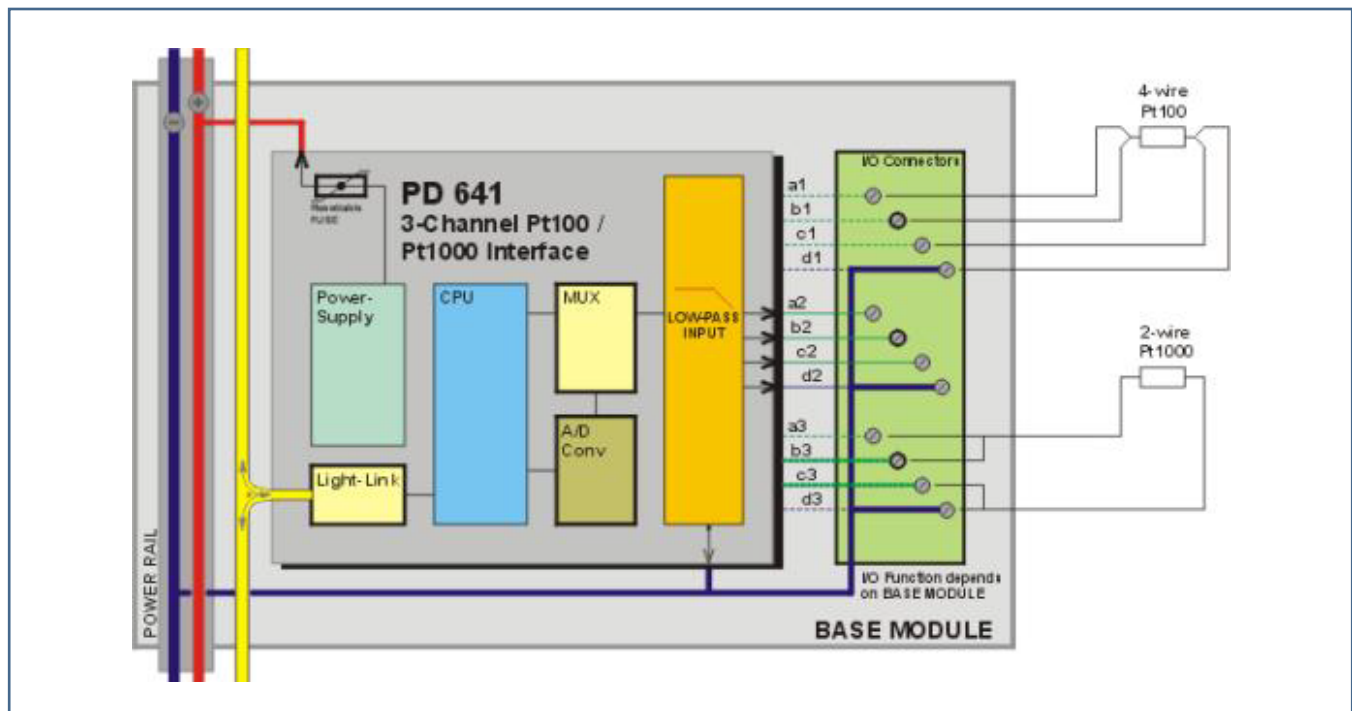 4-wire
Pt100
I/O Connectors
PD 641
3-Channel Pt100 /
Pt1000 Interface
Resettable
FUSE
a1
b1
c1
d1
Power-
Supply
CPU
MUX
LOW-PASS
INPUT
a2
b2
c2
d2
2-wire
Pt1000
A/D
Conv
a3
b3
c3
d3
Light-Link
POWER RAIL
I/O Function depends
on BASE MODULE
BASE MODULE